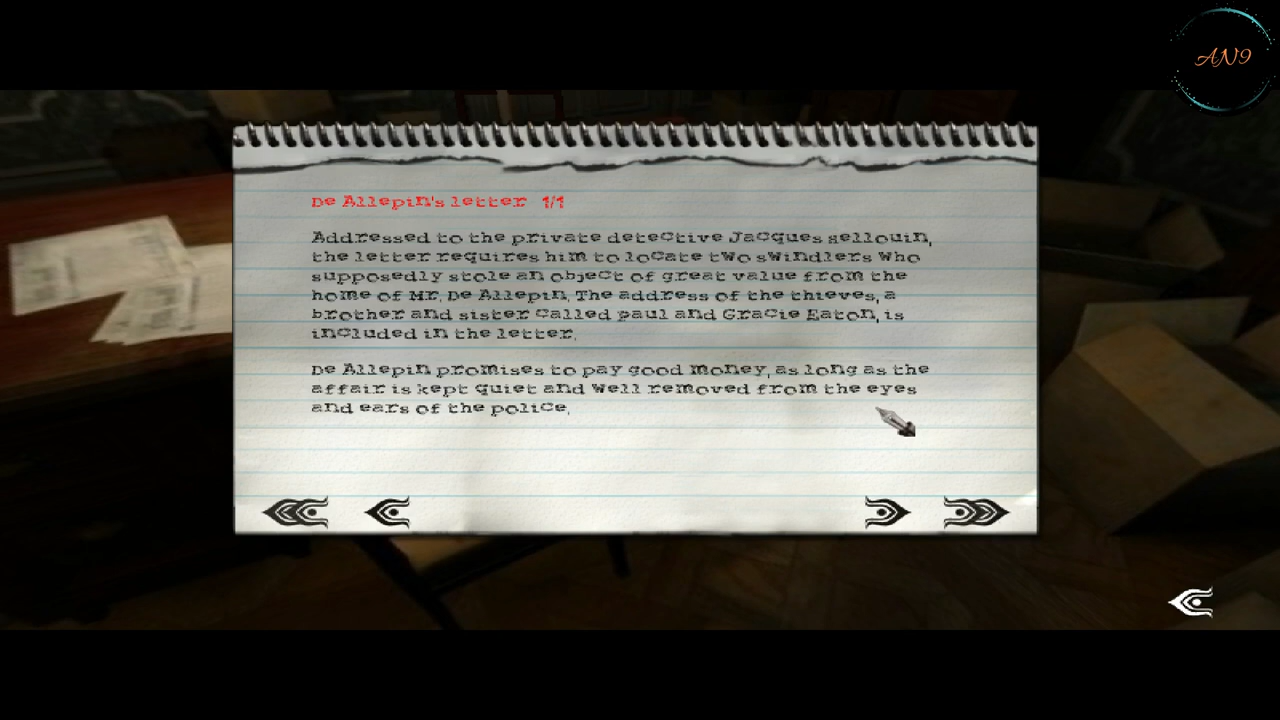 AN9
De Allepin's letter 1/1
Addressed to the private detective Jacques Sellouin,
the letter requires him to locate two swindlers who
supposedly stole an object of great value from the
home of Mr. De Allepin. The address of the thieves, a
brother and sister called Paul and Gracie Eaton, is
included in the letter.
De Allepin promises to pay good money, as long as the
affair is kept quiet and well removed from the eyes
and ears of the police.